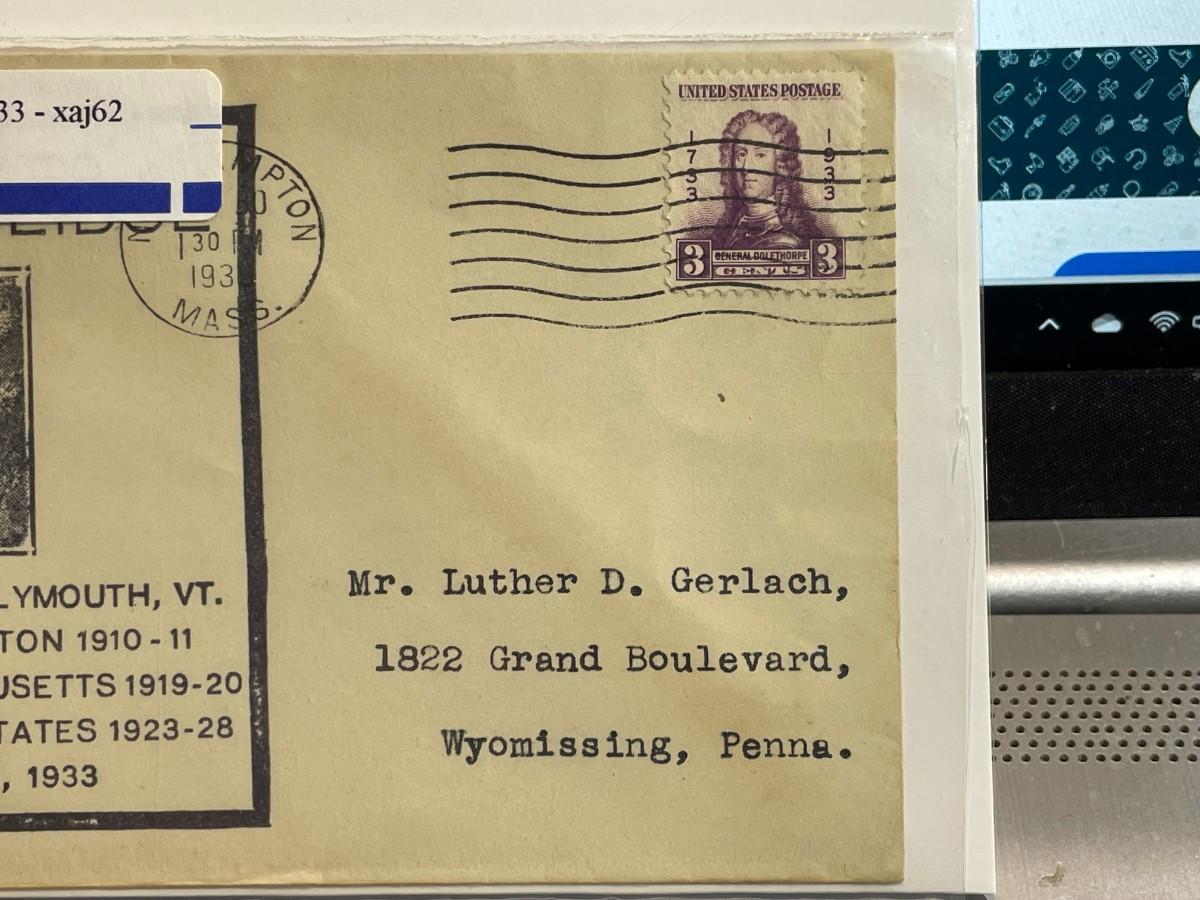 33 - xaj62
UNITED STATES POSTAGE
1733
1933
3
GENERAL OGLETHORPE
3
CENTS
MPTON
30 PM
193
MASS.
LYMOUTH, VT.
TON 1910 - 11
USETTS 1919-20
TATES 1923-28
, 1933
Mr. Luther D. Gerlach,
1822 Grand Boulevard,
Wyomissing, Penna.